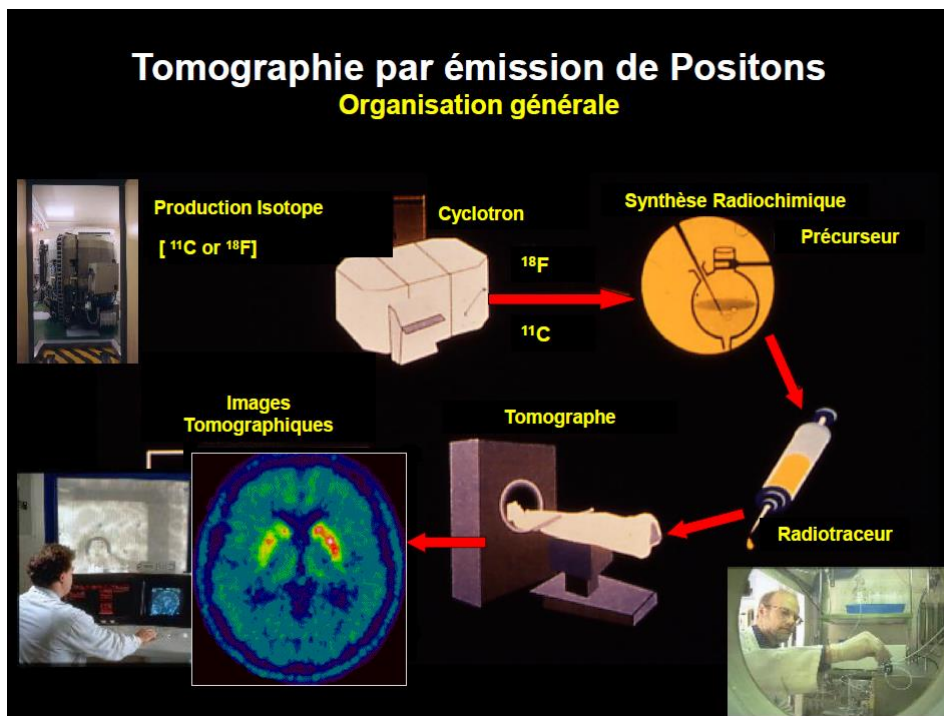 Tomographie par émission de Positons
Organisation générale
Production Isotope
[ ¹¹C or ¹⁸F]
Cyclotron
¹⁸F
¹¹C
Synthèse Radiochimique
Précurseur
Images
Tomographiques
Tomographe
Radiotraceur